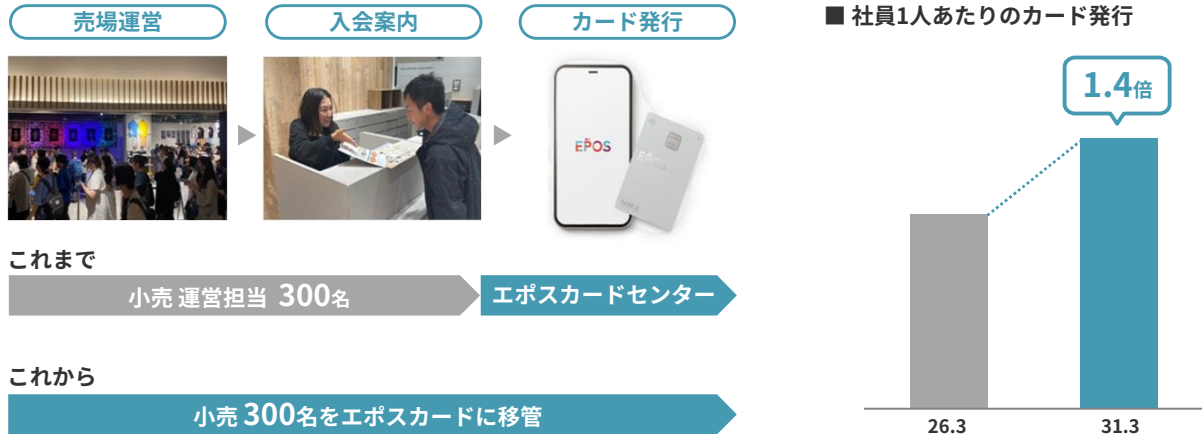 売場運営
入会案内
カード発行
EPOS
EPOS
これまで
小売 運営担当 300名
エポスカードセンター
これから
小売 300名をエポスカードに移管
■ 社員1人あたりのカード発行
1.4倍
26.3
31.3